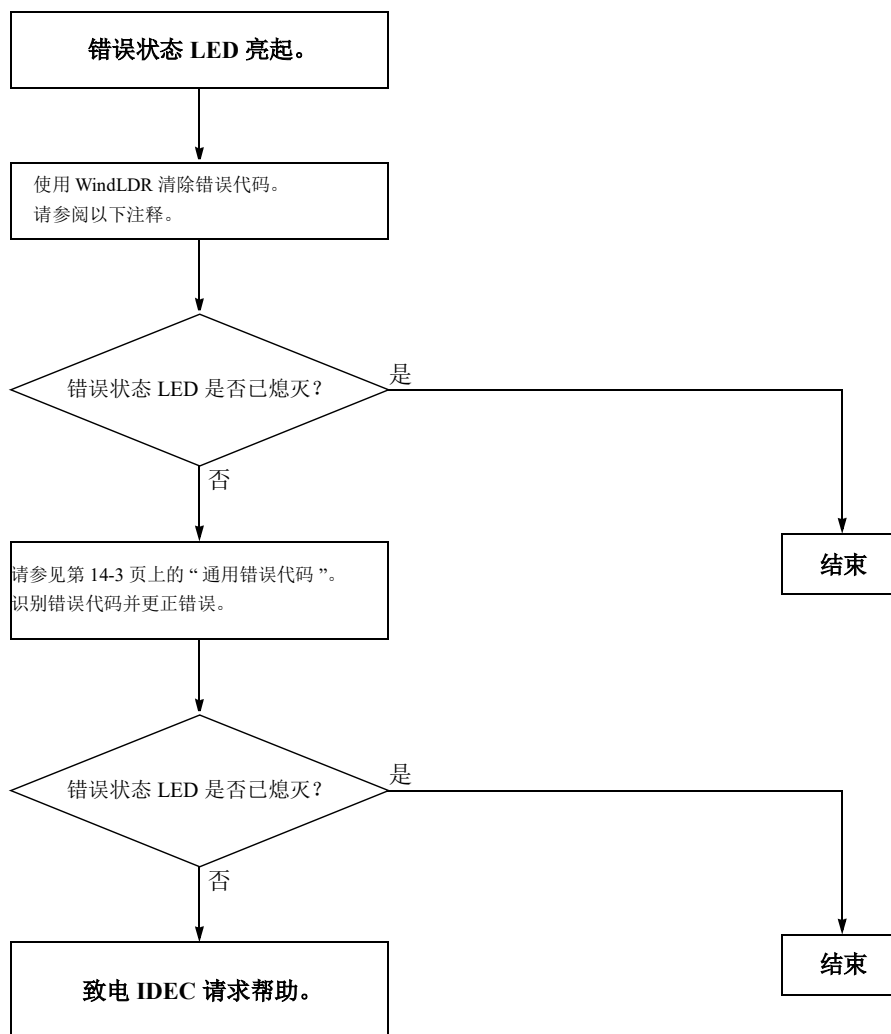 错误状态 LED 亮起。
使用 WindLDR 清除错误代码。
请参阅以下注释。
错误状态 LED 是否已熄灭？
是
否
请参见第 14-3 页上的 “ 通用错误代码 ”。
识别错误代码并更正错误。
结束
错误状态 LED 是否已熄灭？
是
否
致电 IDEC 请求帮助。
结束